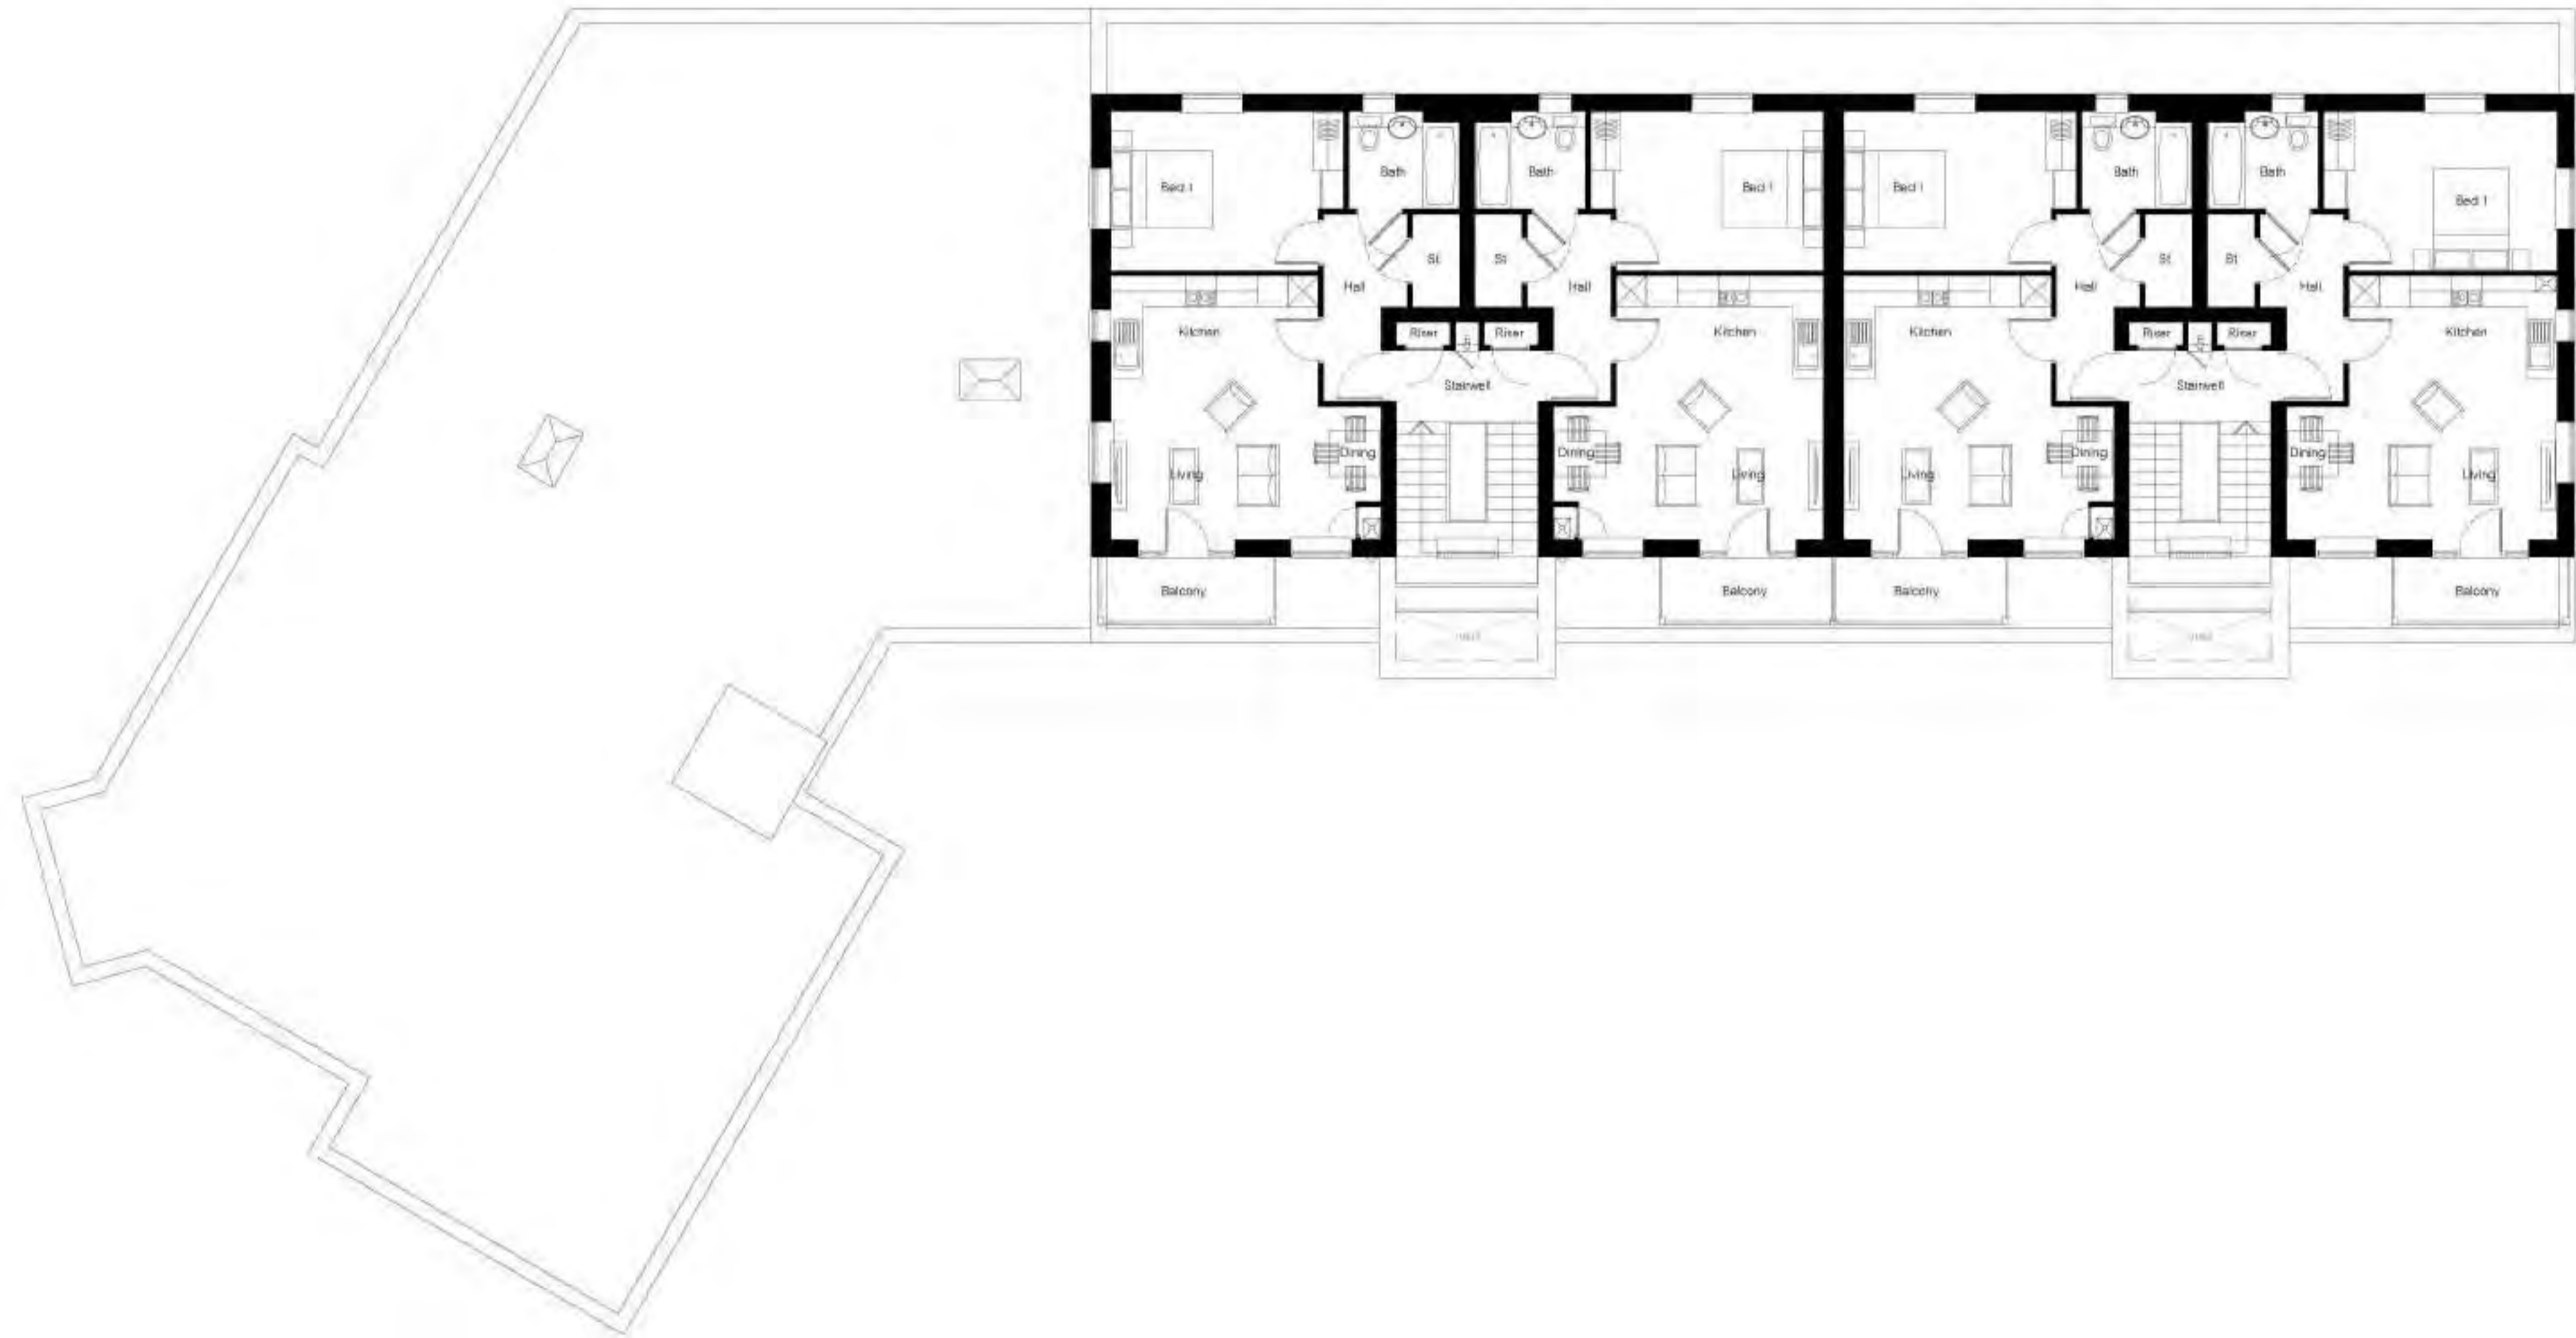 Bath Bath Bath Bath
Bed 1 Bed 1 Bed 1 Bed 1
St St St St
Hall Hall Hall Hall
Kitchen Riser Riser Kitchen Kitchen Riser Riser Kitchen
Stairwell Stairwell
Dining Dining Dining Dining
Living Living Living Living
Balcony Balcony Balcony Balcony